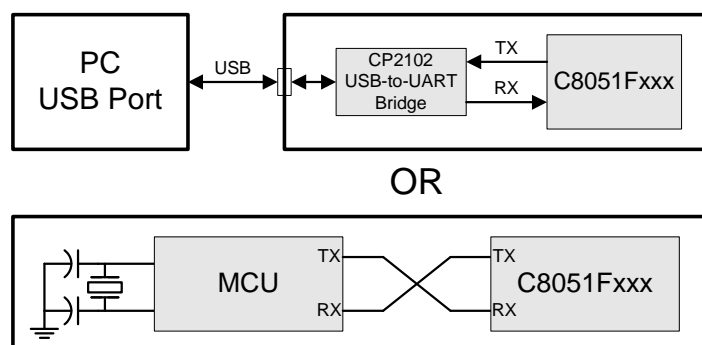 PC
USB Port
USB
CP2102
USB-to-UART
Bridge
TX
RX
C8051Fxxx
OR
MCU
TX
RX
TX
RX
C8051Fxxx